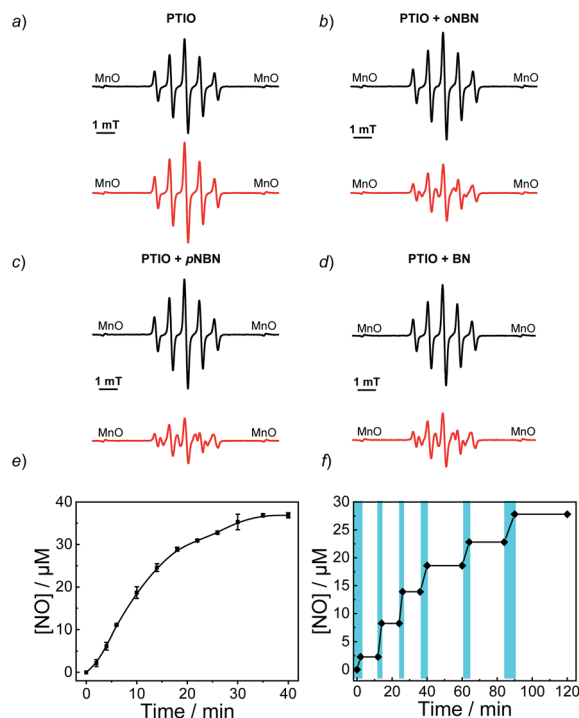 a) PTIO
MnO MnO
1 mT
MnO MnO
b) PTIO + oNBN
MnO MnO
1 mT
MnO MnO
c) PTIO + pNBN
MnO MnO
1 mT
MnO MnO
d) PTIO + BN
MnO MnO
1 mT
MnO MnO
e)
[NO] / µM
40
30
20
10
0
0 10 20 30 40
Time / min
f)
[NO] / µM
30
25
20
15
10
5
0
0 20 40 60 80 100 120
Time / min